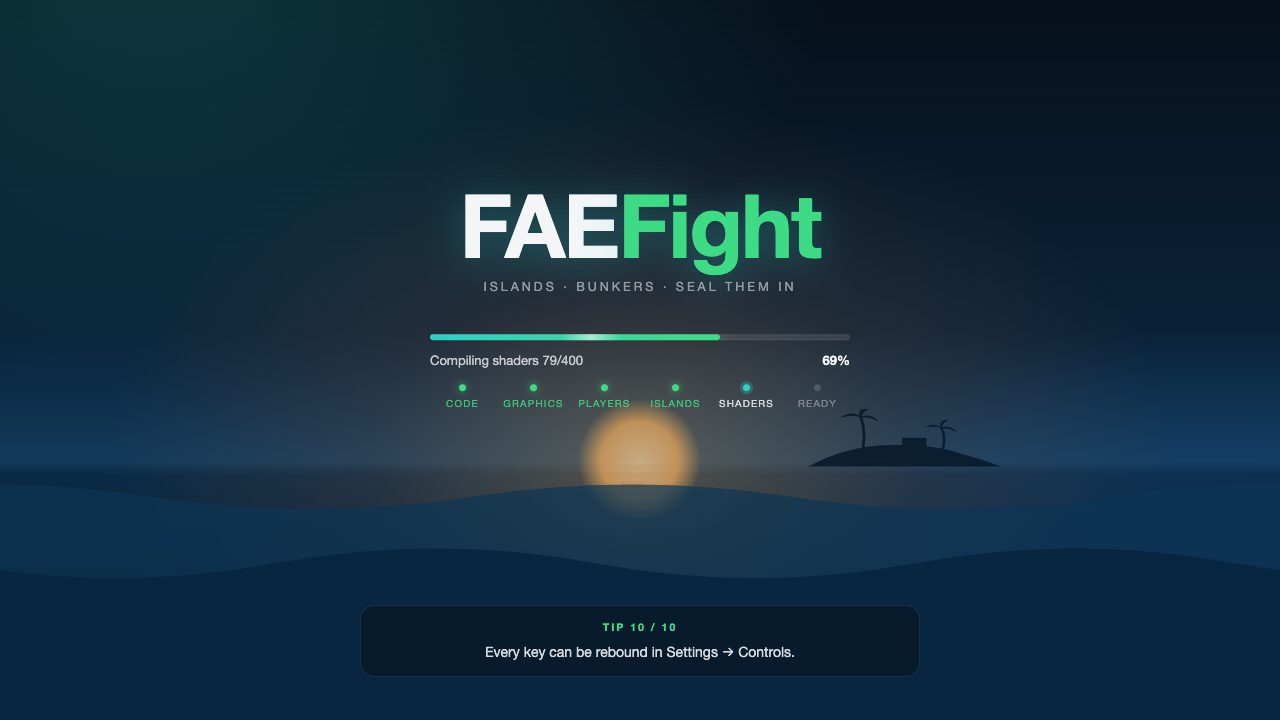 FAEFight
ISLANDS · BUNKERS · SEAL THEM IN
Compiling shaders 79/400 69%
CODE GRAPHICS PLAYERS ISLANDS SHADERS READY
TIP 10 / 10
Every key can be rebound in Settings → Controls.